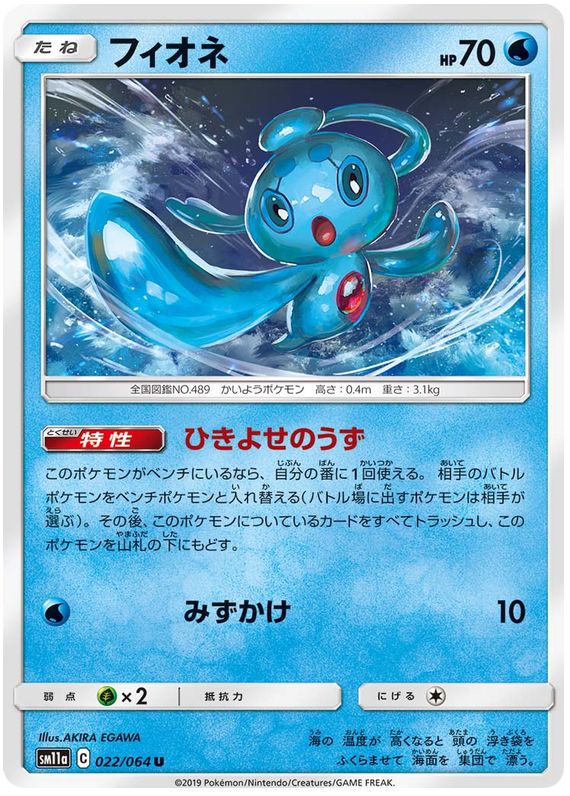 たね フィオネ HP70
全国図鑑NO.489 かいようポケモン 高さ：0.4m 重さ：3.1kg
とくせい
特性 ひきよせのうず
このポケモンがベンチにいるなら、自分の番に1回使える。相手のバトル
ポケモンをベンチポケモンと入れ替える（バトル場に出すポケモンは相手が
選ぶ）。その後、このポケモンについているカードをすべてトラッシュし、この
ポケモンを山札の下にもどす。
みずかけ 10
弱点 ×2 抵抗力 にげる
Illus.AKIRA EGAWA
sm11a C 022/064 U
海の温度が高くなると頭の浮き袋を
ふくらませて海面を集団で漂う。
©2019 Pokémon/Nintendo/Creatures/GAME FREAK.